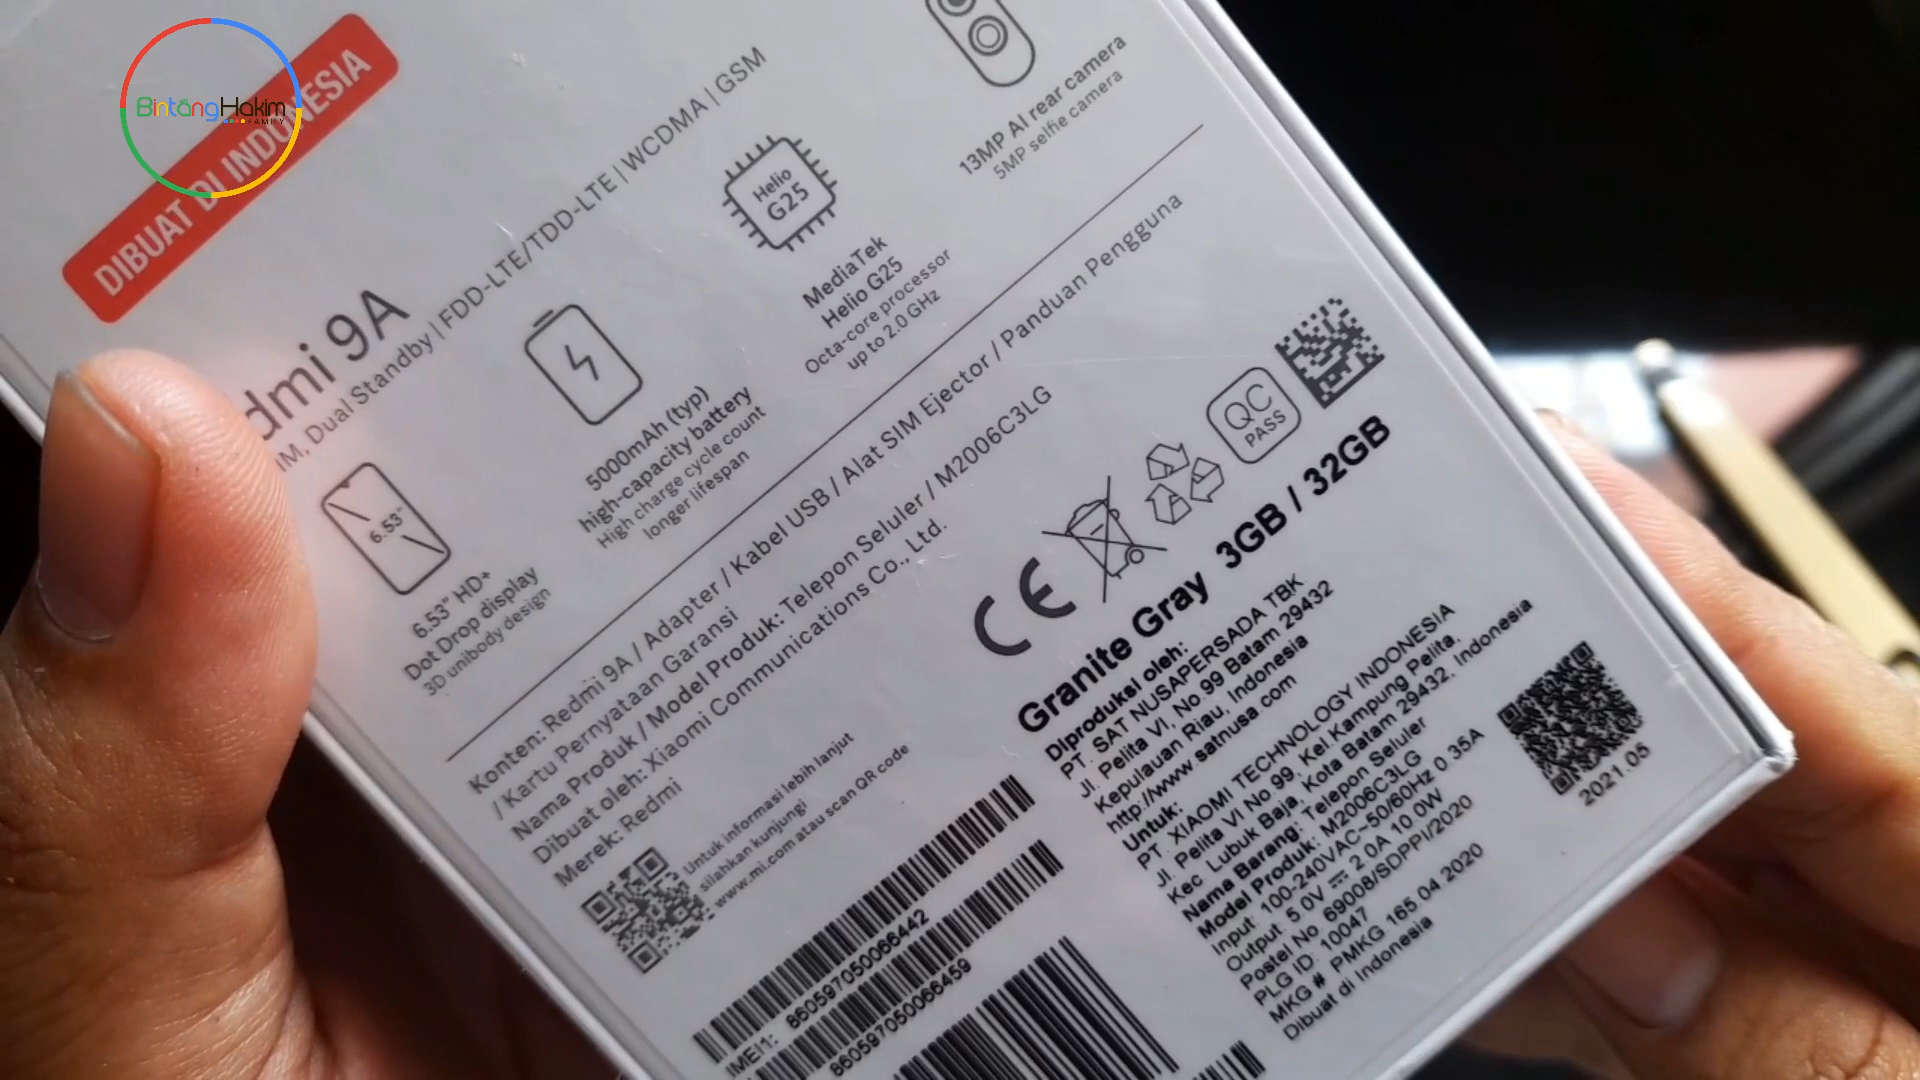 BintangHakim
FAMILY
DIBUAT DI INDONESIA
dmi 9A
IM, Dual Standby | FDD-LTE/TDD-LTE | WCDMA | GSM
6.53"
6.53" HD+
Dot Drop display
3D unibody design
5000mAh (typ)
high-capacity battery
High charge cycle count
longer lifespan
Helio
G25
MediaTek
Helio G25
Octa-core processor
up to 2.0 GHz
13MP AI rear camera
5MP selfie camera
Konten: Redmi 9A / Adapter / Kabel USB / Alat SIM Ejector / Panduan Pengguna
/ Kartu Pernyataan Garansi
Nama Produk / Model Produk: Telepon Seluler / M2006C3LG
Dibuat oleh: Xiaomi Communications Co., Ltd.
Merek: Redmi
Untuk informasi lebih lanjut
silahkan kunjungi
www.mi.com atau scan QR code
CE
QC
PASS
Granite Gray 3GB / 32GB
Diproduksi oleh:
PT. SAT NUSAPERSADA TBK
Jl. Pelita VI, No 99 Batam 29432
Kepulauan Riau, Indonesia
http://www satnusa com
Untuk:
PT. XIAOMI TECHNOLOGY INDONESIA
Jl. Pelita VI No 99, Kel Kampung Pelita,
Kec Lubuk Baja, Kota Batam 29432, Indonesia
Nama Barang: Telepon Seluler
Model Produk: M2006C3LG
Input: 100-240VAC~50/60Hz 0 35A
Output: 5 0V ⎓ 2 0A 10 0W
Postel No 69008/SDPPI/2020
PLG ID: 10047
MKG # PMKG 165 04 2020
Dibuat di Indonesia
2021.05
IMEI1: 860597050066442
860597050066459